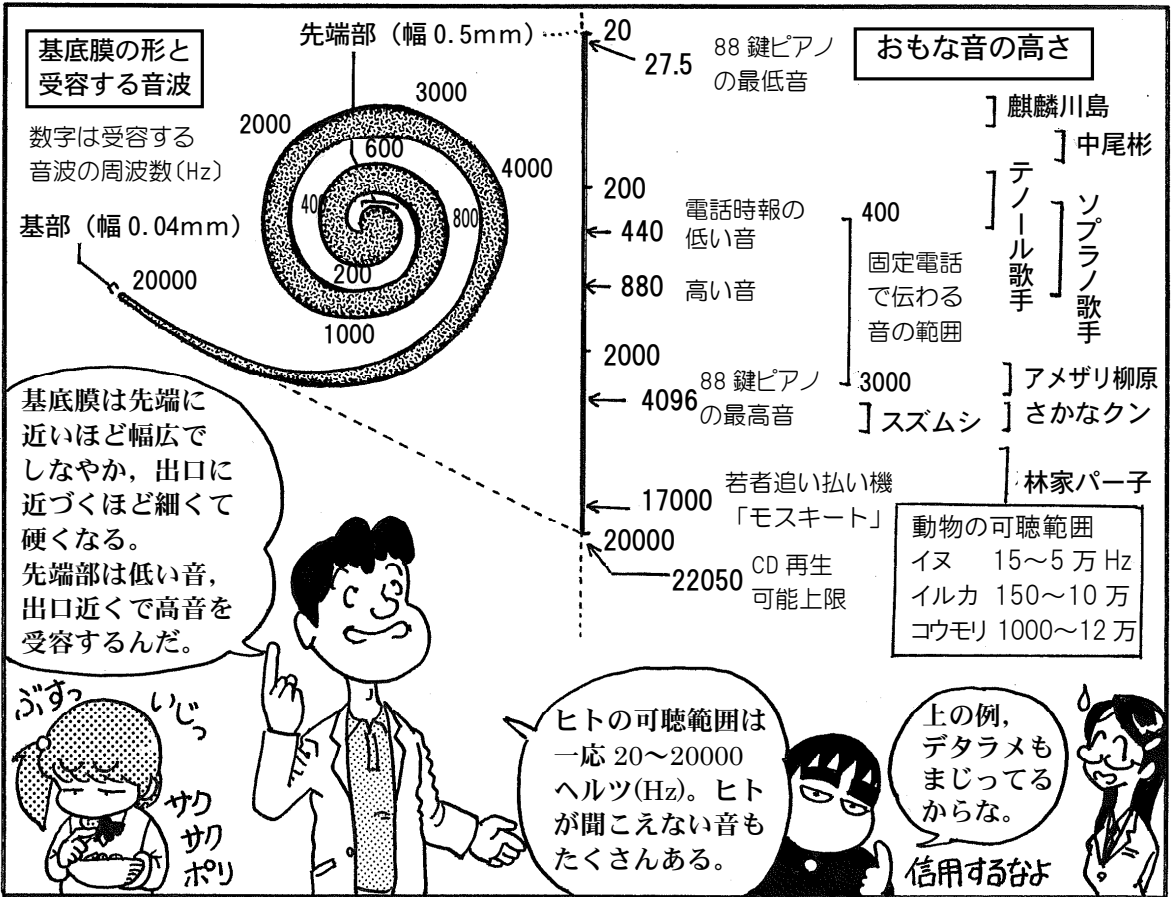 基底膜の形と
受容する音波
数字は受容する
音波の周波数(Hz)
先端部（幅 0.5mm）
基部（幅 0.04mm）
20000
2000
3000
4000
600
400
800
200
1000
おもな音の高さ
20
27.5
88 鍵ピアノ
の最低音
200
440
電話時報の
低い音
880 高い音
2000
4096
88 鍵ピアノ
の最高音
17000
若者追い払い機
「モスキート」
20000
22050
CD 再生
可能上限
400
固定電話
で伝わる
音の範囲
3000
麒麟川島
中尾彬
テノール歌手
ソプラノ歌手
アメザリ柳原
スズムシ
さかなクン
林家パー子
動物の可聴範囲
イヌ 15～5 万 Hz
イルカ 150～10 万
コウモリ 1000～12 万
基底膜は先端に
近いほど幅広で
しなやか，出口に
近づくほど細くて
硬くなる。
先端部は低い音，
出口近くで高音を
受容するんだ。
ぶすっ
いじっ
サク
サク
ポリ
ヒトの可聴範囲は
一応 20～20000
ヘルツ(Hz)。ヒト
が聞こえない音も
たくさんある。
上の例，
デタラメも
まじってる
からな。
信用するなよ